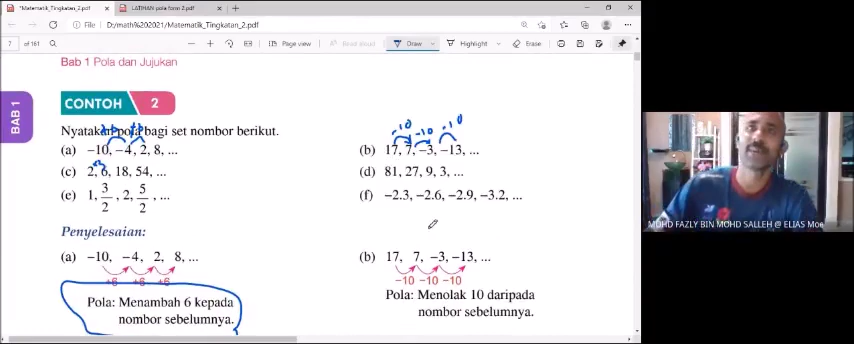 *Matematik_Tingkatan_2.pdf
LATIHAN pola form 2.pdf
File
D:/math%202021/Matematik_Tingkatan_2.pdf
7 of 161
Page view
Read aloud
Draw
Highlight
Erase
Bab 1 Pola dan Jujukan
BAB 1
CONTOH 2
Nyatakan pola bagi set nombor berikut.
-10 -10 -10
(a) −10, −4, 2, 8, ...
(b) 17, 7, −3, −13, ...
(c) 2, 6, 18, 54, ...
(d) 81, 27, 9, 3, ...
(e) 1, 3/2, 2, 5/2, ...
(f) −2.3, −2.6, −2.9, −3.2, ...
Penyelesaian:
(a) −10, −4, 2, 8, ...
+6 +6 +6
Pola: Menambah 6 kepada
nombor sebelumnya.
(b) 17, 7, −3, −13, ...
−10 −10 −10
Pola: Menolak 10 daripada
nombor sebelumnya.
MOHD FAZLY BIN MOHD SALLEH @ ELIAS Moe